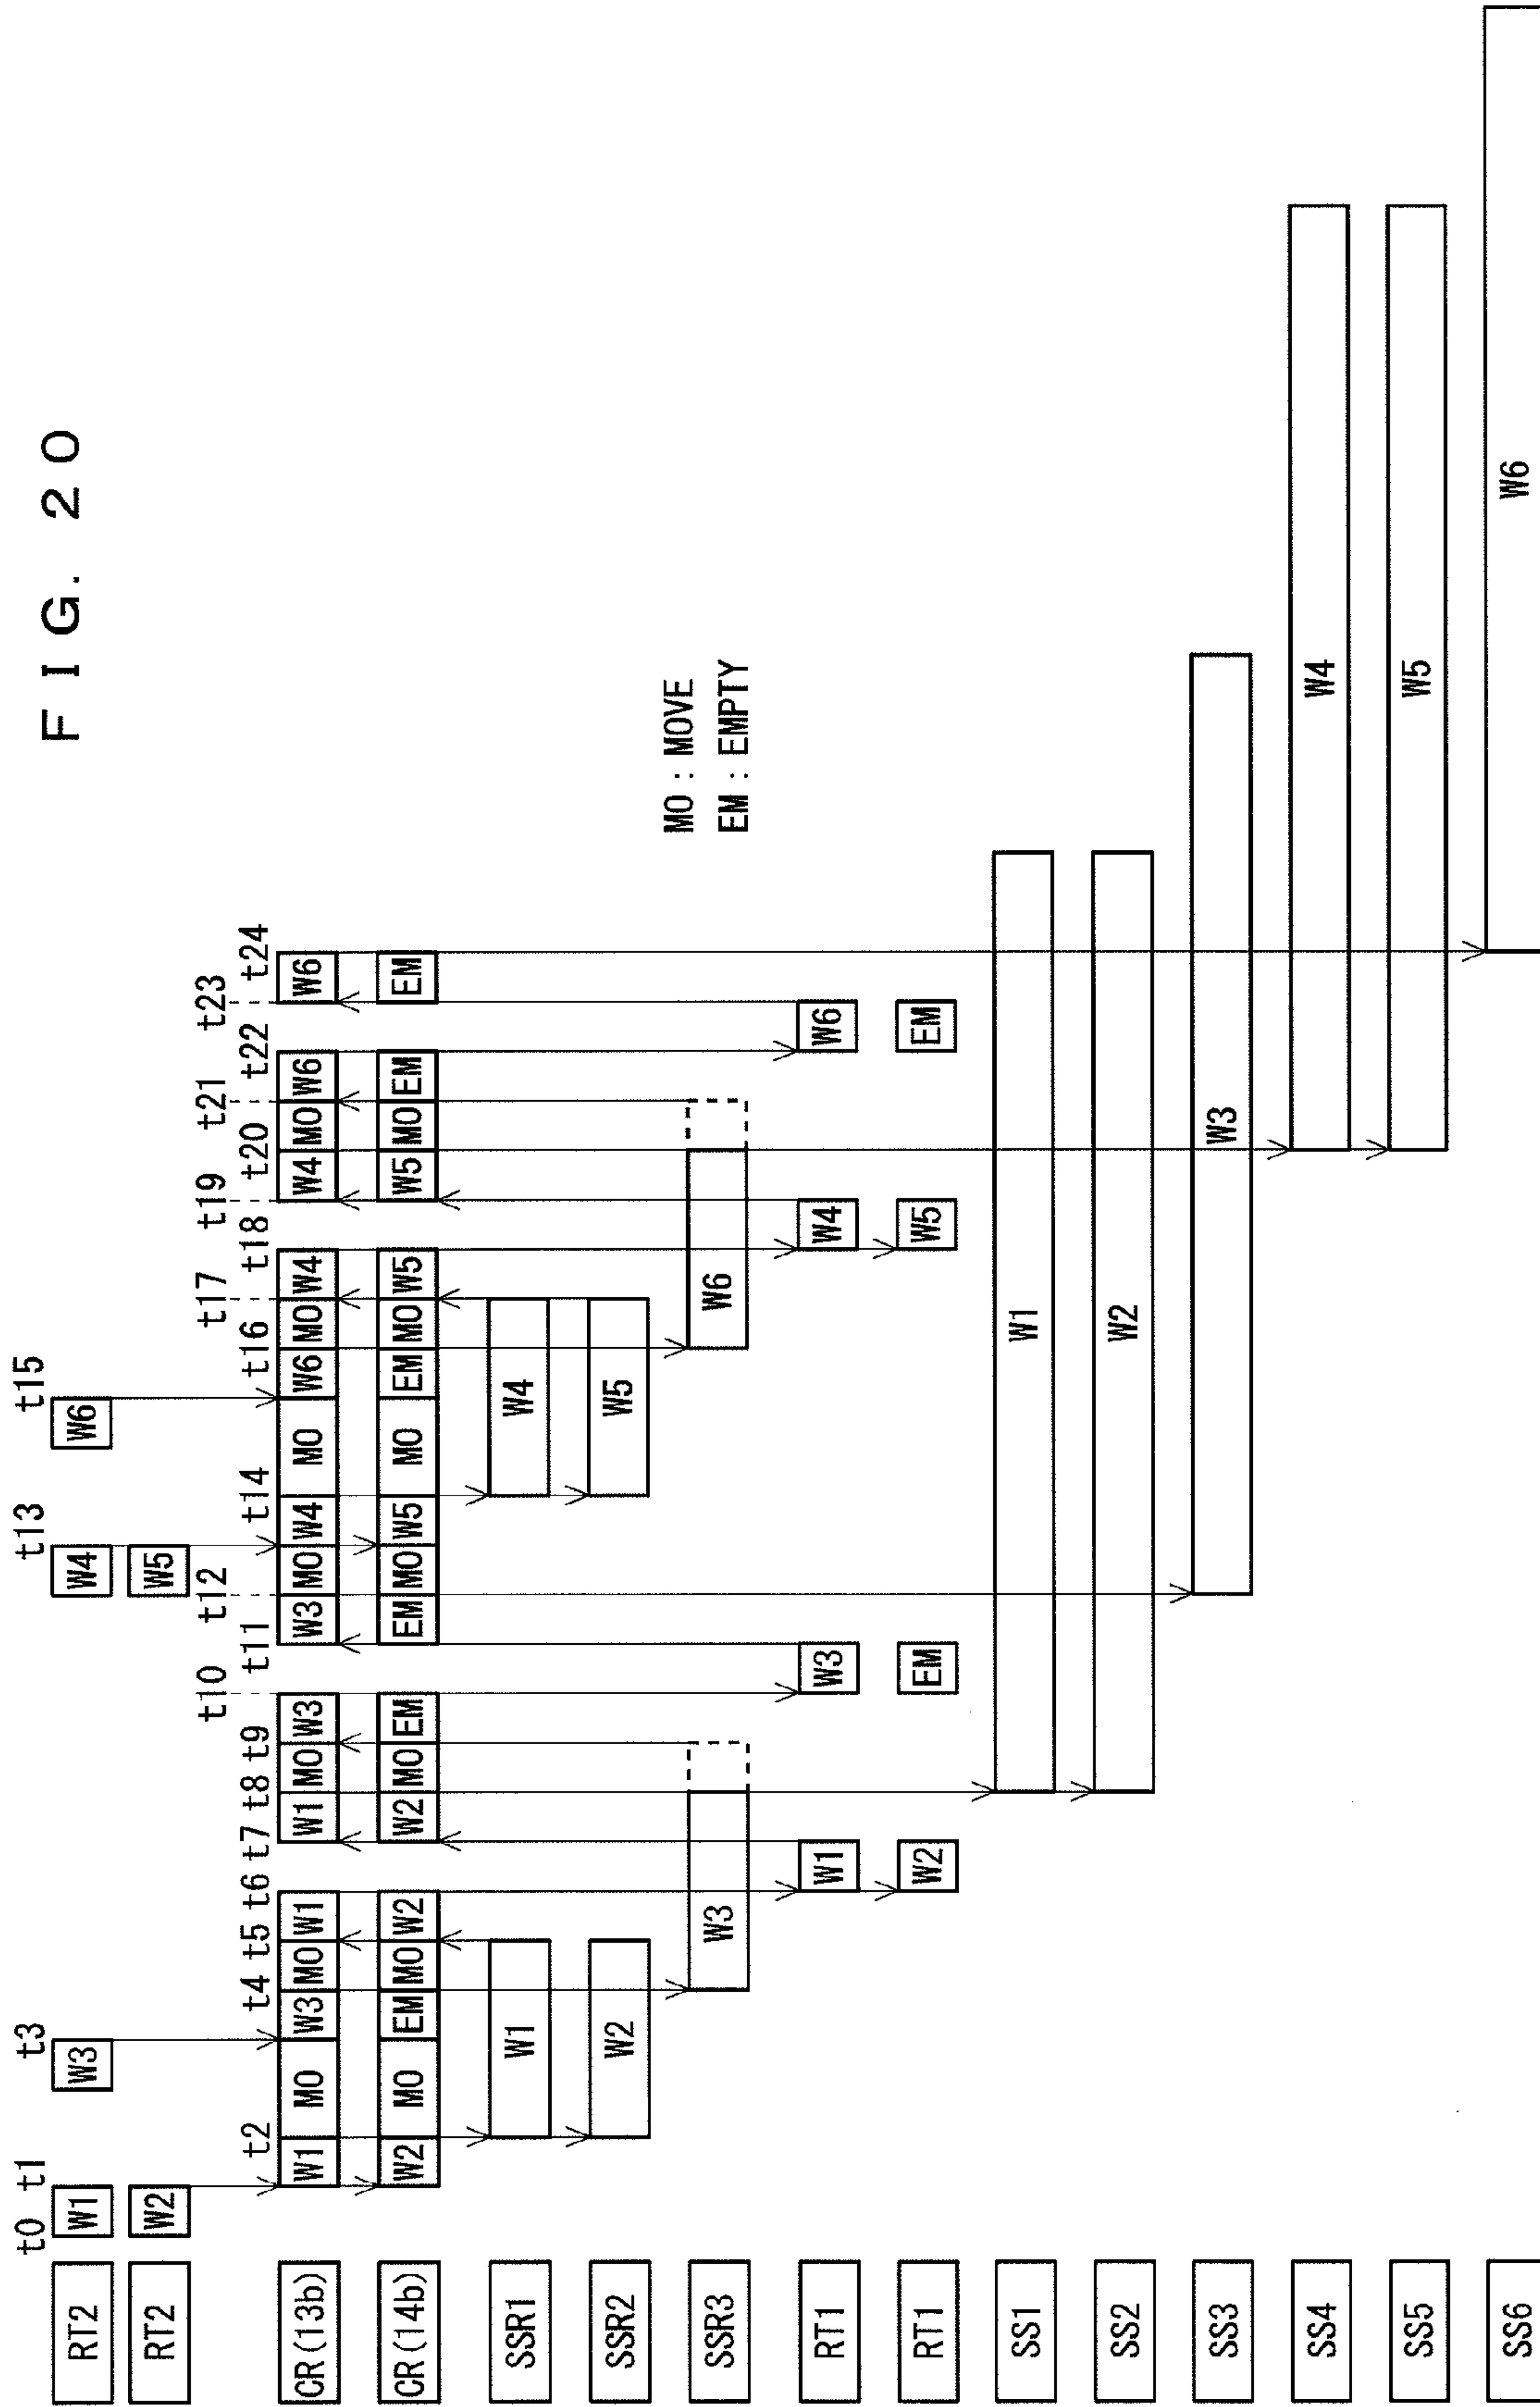 FIG. 20
t0 t1 t3 t13 t15
RT2 W1 W3 W4 W6
RT2 W2 W5
t10 t12 t17 t19 t21 t23
t2 t4 t5 t6 t7 t8 t9 t11 t14 t16 t18 t20 t22 t24
CR(13b) W1 MO W3 MO W1 W1 MO W3 W3 MO W4 MO W6 MO W4 W4 MO W6 W6
CR(14b) W2 MO EM MO W2 W2 MO EM EM MO W5 MO EM MO W5 W5 MO EM EM
SSR1 W1 W4
SSR2 W2 W5
SSR3 W3 W6
MO : MOVE
EM : EMPTY
RT1 W1 W3 W4 W6
RT1 W2 EM W5 EM
SS1 W1
SS2 W2
SS3 W3
SS4 W4
SS5 W5
SS6 W6